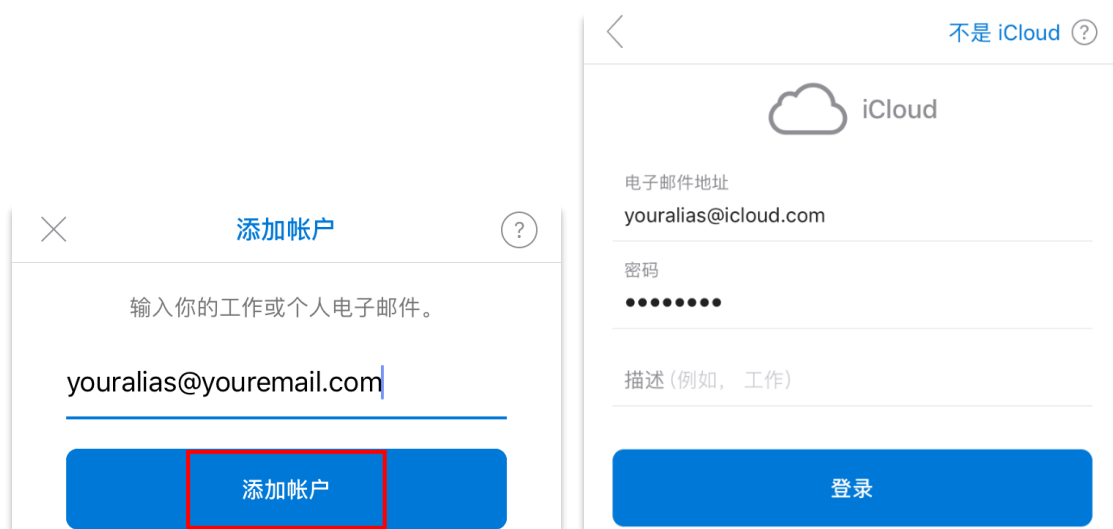 添加帐户
?
输入你的工作或个人电子邮件。
youralias@youremail.com
添加帐户
不是 iCloud ?
iCloud
电子邮件地址
youralias@icloud.com
密码
••••••••
描述(例如， 工作)
登录